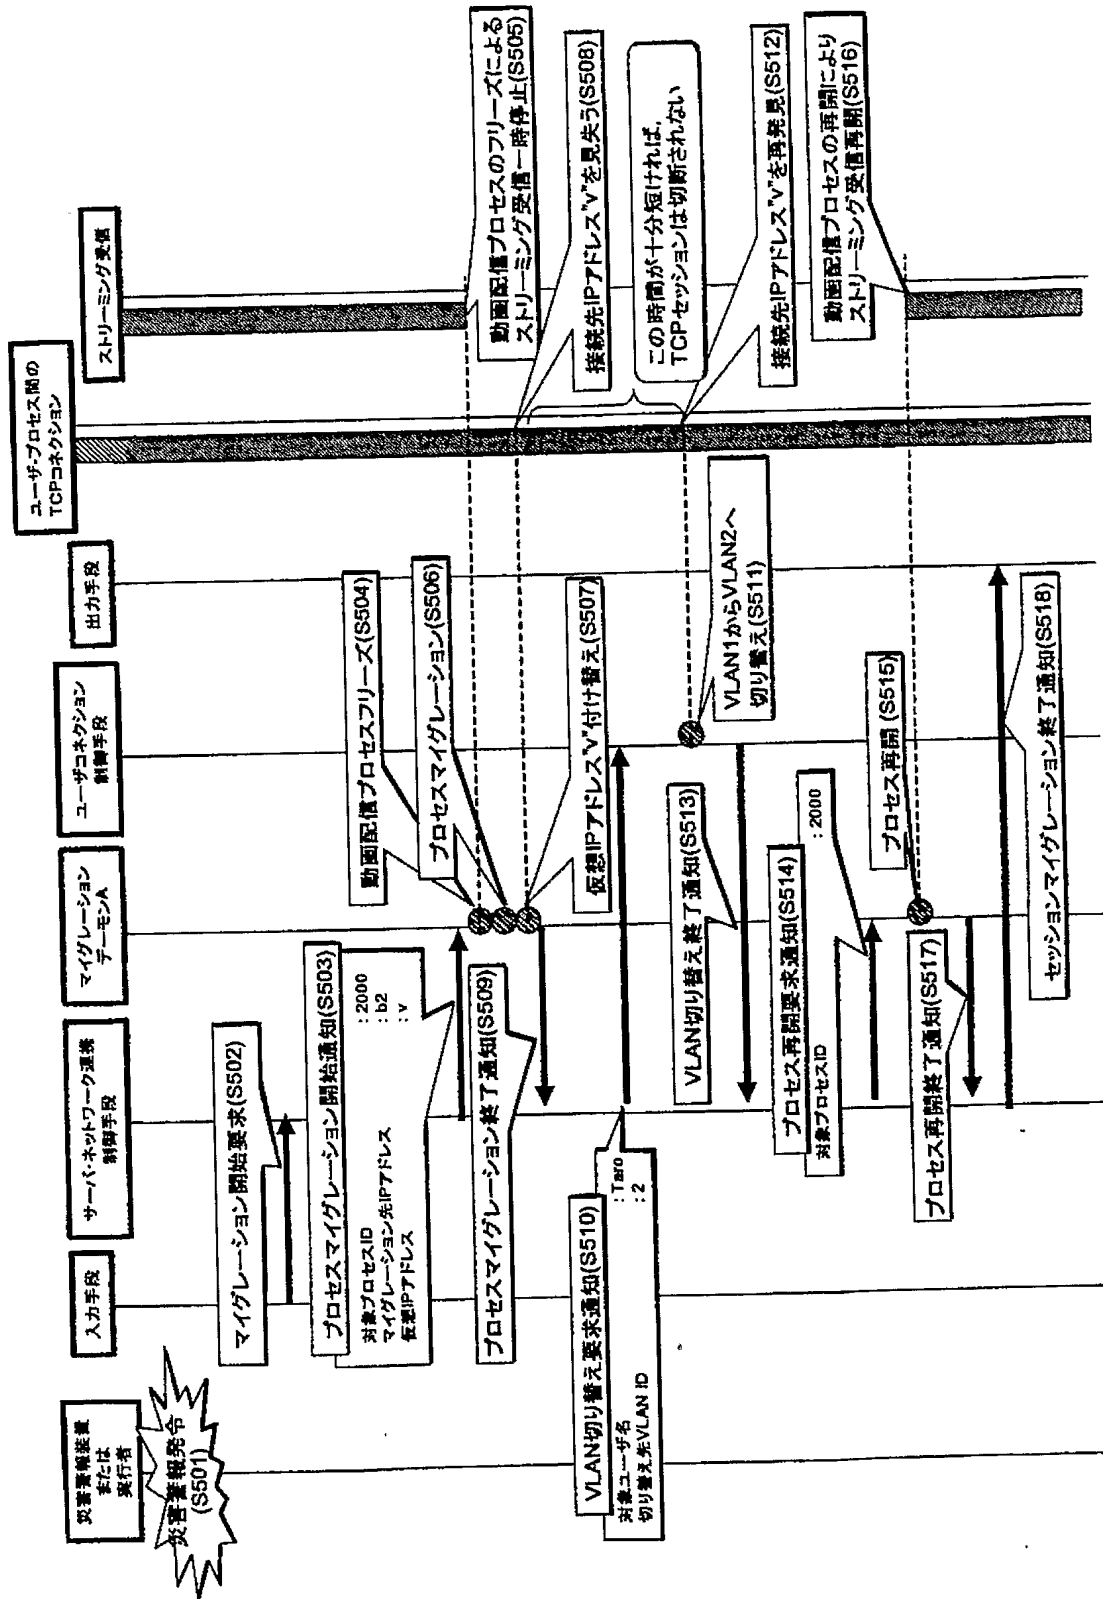 災害警報装置
または
実行者
入力手段
サーバ・ネットワーク連携
制御手段
マイグレーション
デーモンA
ユーザコネクション
制御手段
出力手段
ユーザ・プロセス間の
TCPコネクション
ストリーミング受信
災害警報発令
(S501)
マイグレーション開始要求(S502)
プロセスマイグレーション開始通知(S503)
対象プロセスID :2000
マイグレーション先IPアドレス :b2
仮想IPアドレス :v
動画配信プロセスフリーズ(S504)
動画配信プロセスのフリーズによる
ストリーミング受信一時停止(S505)
プロセスマイグレーション(S506)
仮想IPアドレス"v"付け替え(S507)
接続先IPアドレス"v"を見失う(S508)
プロセスマイグレーション終了通知(S509)
この時間が十分短ければ,
TCPセッションは切断されない
VLAN切り替え要求通知(S510)
対象ユーザ名 :Taro
切り替え先VLAN ID :2
VLAN1からVLAN2へ
切り替え(S511)
接続先IPアドレス"v"を再発見(S512)
VLAN切り替え終了通知(S513)
プロセス再開要求通知(S514)
対象プロセスID :2000
プロセス再開 (S515)
動画配信プロセスの再開により
ストリーミング受信再開(S516)
プロセス再開終了通知(S517)
セッションマイグレーション終了通知(S518)